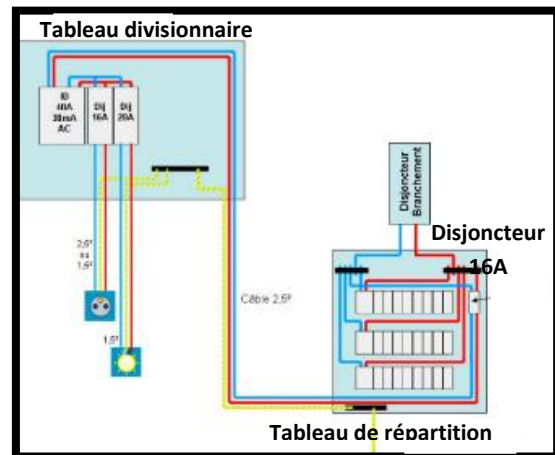 Tableau divisionnaire
ID
40A
30mA
AC
Dij
16A
Dij
20A
Disjoncteur
Branchement
Disjoncteur
16A
2,5²
ou
1,5²
Câble 2,5²
1,5²
Tableau de répartition